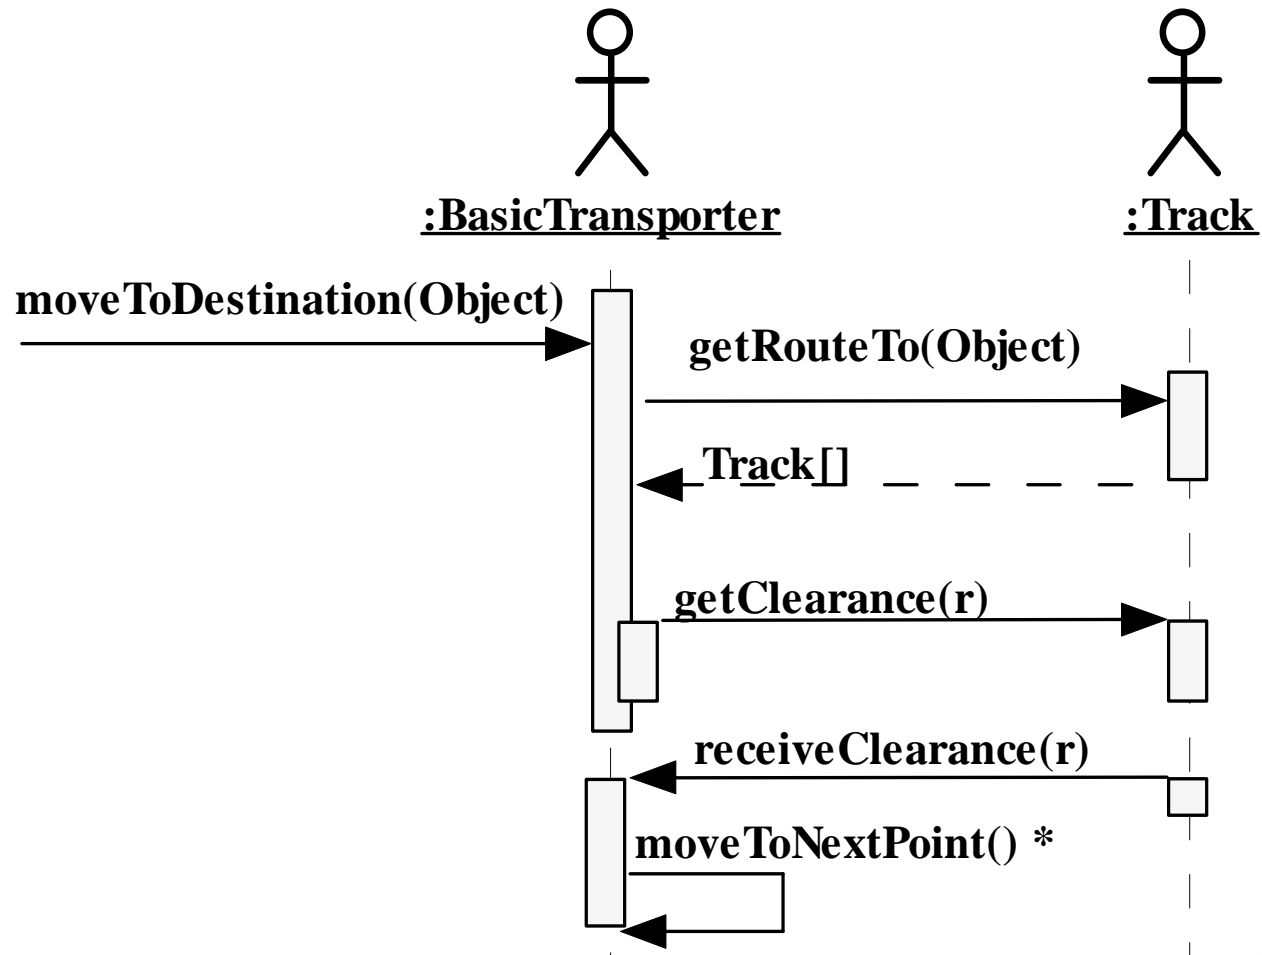 :BasicTransporter
:Track
moveToDestination(Object)
getRouteTo(Object)
Track[]
getClearance(r)
receiveClearance(r)
moveToNextPoint() *